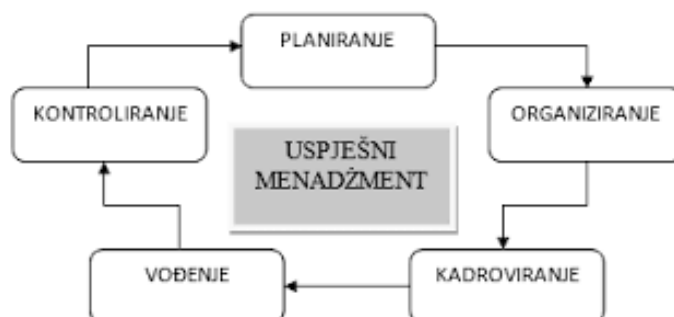 PLANIRANJE
KONTROLIRANJE
ORGANIZIRANJE
USPJEŠNI
MENADŽMENT
VOĐENJE
KADROVIRANJE